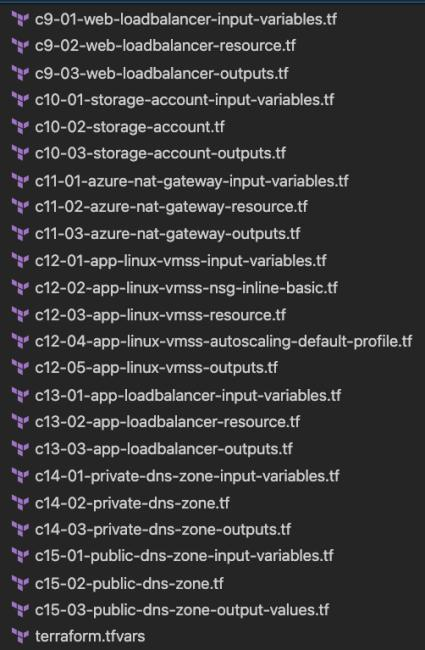 c9-01-web-loadbalancer-input-variables.tf
c9-02-web-loadbalancer-resource.tf
c9-03-web-loadbalancer-outputs.tf
c10-01-storage-account-input-variables.tf
c10-02-storage-account.tf
c10-03-storage-account-outputs.tf
c11-01-azure-nat-gateway-input-variables.tf
c11-02-azure-nat-gateway-resource.tf
c11-03-azure-nat-gateway-outputs.tf
c12-01-app-linux-vmss-input-variables.tf
c12-02-app-linux-vmss-nsg-inline-basic.tf
c12-03-app-linux-vmss-resource.tf
c12-04-app-linux-vmss-autoscaling-default-profile.tf
c12-05-app-linux-vmss-outputs.tf
c13-01-app-loadbalancer-input-variables.tf
c13-02-app-loadbalancer-resource.tf
c13-03-app-loadbalancer-outputs.tf
c14-01-private-dns-zone-input-variables.tf
c14-02-private-dns-zone.tf
c14-03-private-dns-zone-outputs.tf
c15-01-public-dns-zone-input-variables.tf
c15-02-public-dns-zone.tf
c15-03-public-dns-zone-output-values.tf
terraform.tfvars